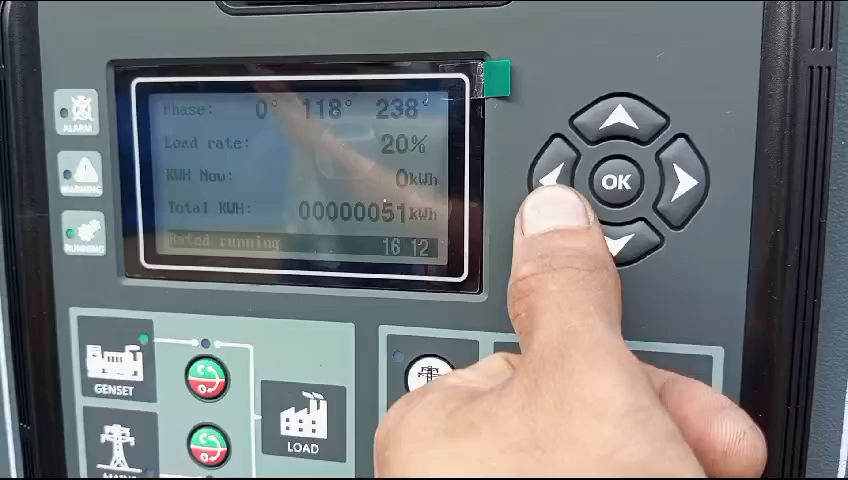 Phase: 0° 118° 238°
Load rate: 20%
KWH Now: 0kWh
Total KWH: 00000051kWh
Rated running 16 12
ALARM
WARNING
RUNNING
OK
GENSET
LOAD
MAINS